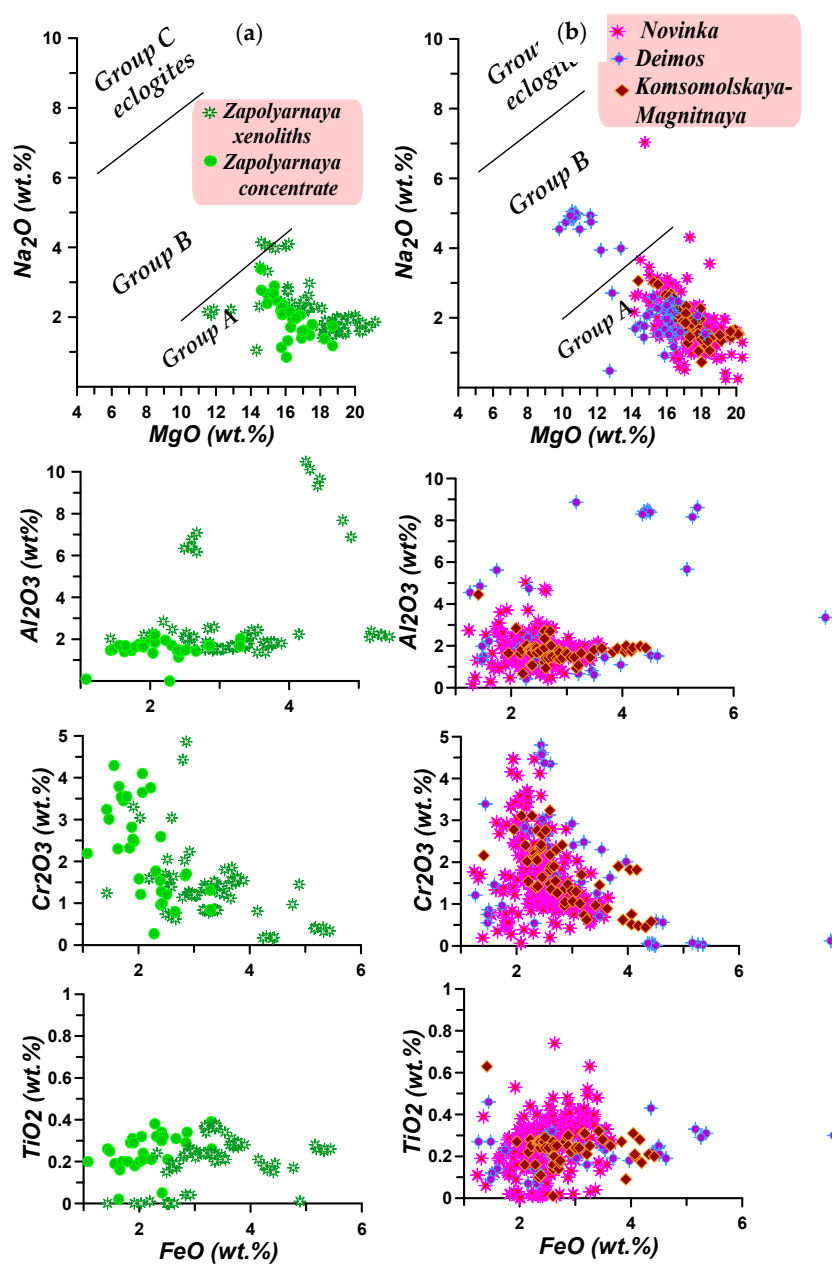 (a)
10
8
6
4
2
0
Na2O (wt.%)
Group C
eclogites
Group B
Group A
Zapolyarnaya
xenoliths
Zapolyarnaya
concentrate
4 6 8 10 12 14 16 18 20
MgO (wt.%)
(b)
10
8
6
4
2
0
Na2O (wt.%)
Grou
eclogite
Group B
Group A
Novinka
Deimos
Komsomolskaya-
Magnitnaya
4 6 8 10 12 14 16 18 20
MgO (wt.%)
10
8
6
4
2
Al2O3 (wt%)
2 4
10
8
6
4
2
0
Al2O3 (wt.%)
2 4 6
5
4
3
2
1
0
Cr2O3 (wt.%)
2 4 6
5
4
3
2
1
0
Cr2O3 (wt.%)
2 4 6
1
0.8
0.6
0.4
0.2
0
TiO2 (wt.%)
2 4 6
FeO (wt.%)
1
0.8
0.6
0.4
0.2
0
TiO2 (wt.%)
2 4 6
FeO (wt.%)